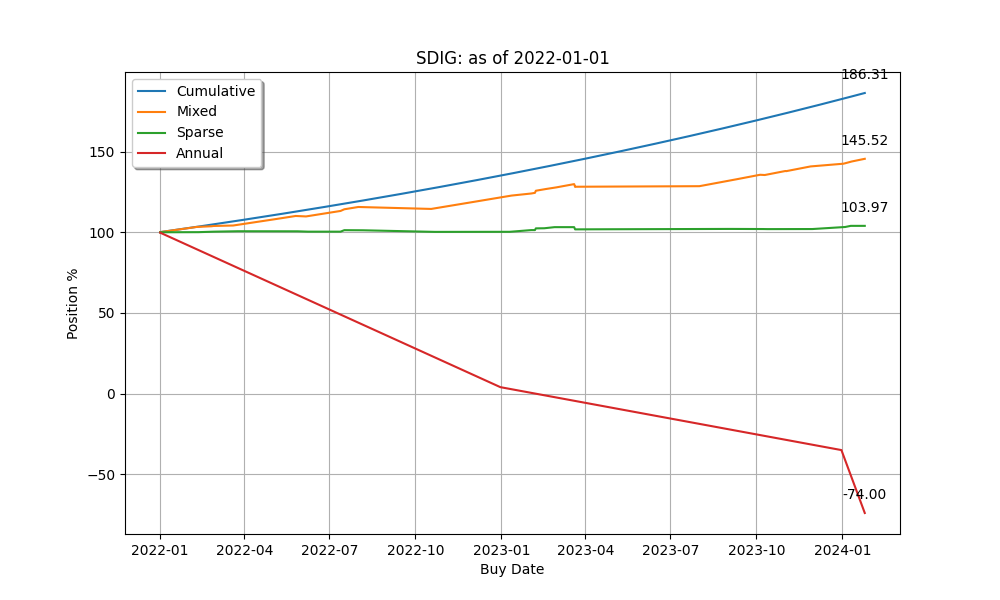 SDIG: as of 2022-01-01
186.31
Cumulative
Mixed
Sparse
Annual
145.52
103.97
-74.00
150
100
50
0
−50
Position %
2022-01 2022-04 2022-07 2022-10 2023-01 2023-04 2023-07 2023-10 2024-01
Buy Date